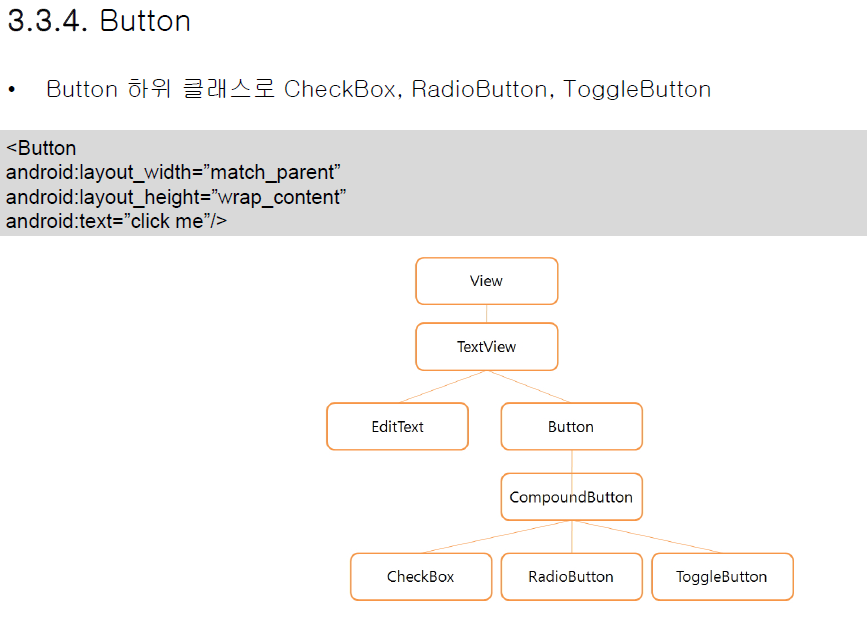 3.3.4. Button
• Button 하위 클래스로 CheckBox, RadioButton, ToggleButton
<Button
android:layout_width=”match_parent”
android:layout_height=”wrap_content”
android:text=”click me”/>
View
TextView
EditText Button
CompoundButton
CheckBox RadioButton ToggleButton